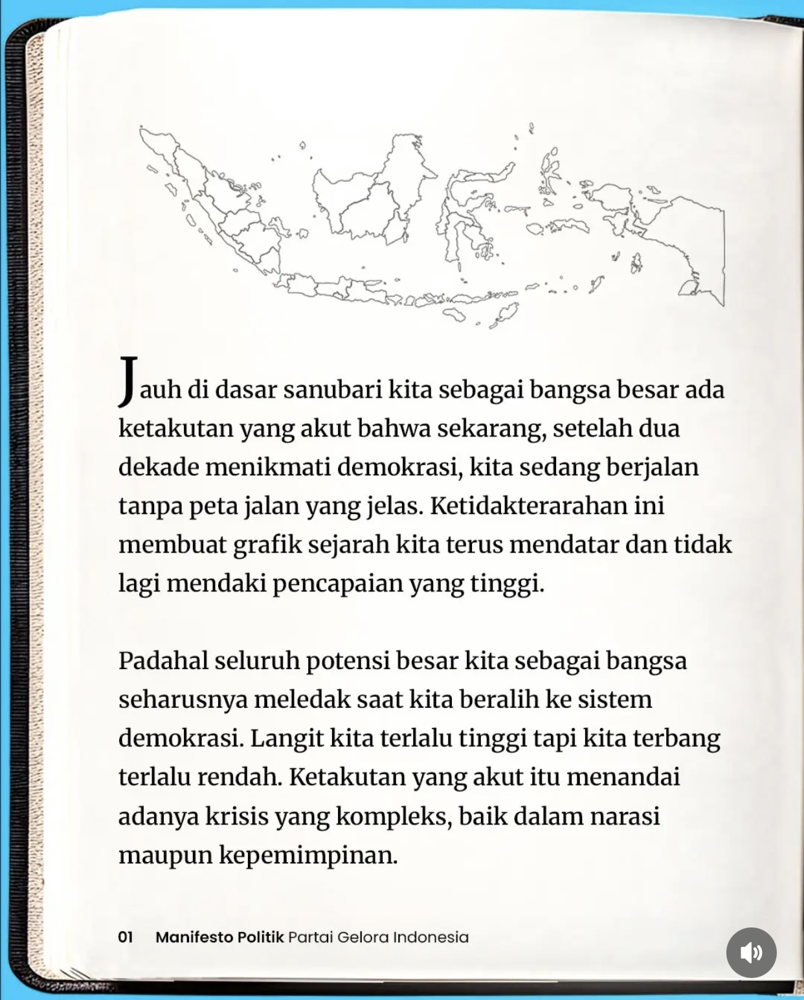 Jauh di dasar sanubari kita sebagai bangsa besar ada
ketakutan yang akut bahwa sekarang, setelah dua
dekade menikmati demokrasi, kita sedang berjalan
tanpa peta jalan yang jelas. Ketidakterarahan ini
membuat grafik sejarah kita terus mendatar dan tidak
lagi mendaki pencapaian yang tinggi.
Padahal seluruh potensi besar kita sebagai bangsa
seharusnya meledak saat kita beralih ke sistem
demokrasi. Langit kita terlalu tinggi tapi kita terbang
terlalu rendah. Ketakutan yang akut itu menandai
adanya krisis yang kompleks, baik dalam narasi
maupun kepemimpinan.
01 Manifesto Politik Partai Gelora Indonesia